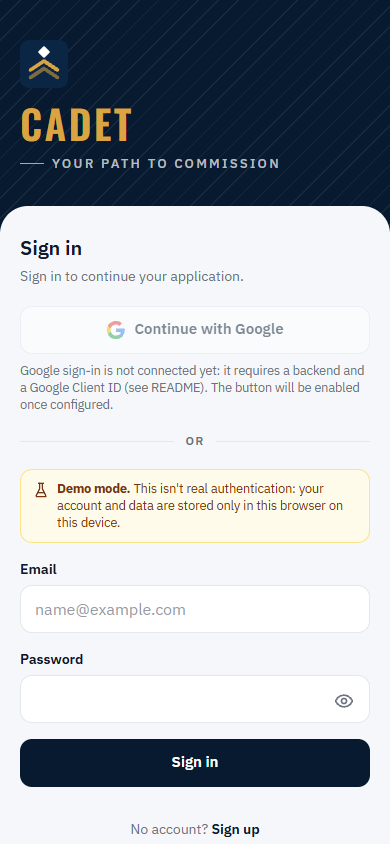 CADET
YOUR PATH TO COMMISSION
Sign in
Sign in to continue your application.
Continue with Google
Google sign-in is not connected yet: it requires a backend and
a Google Client ID (see README). The button will be enabled
once configured.
OR
Demo mode. This isn't real authentication: your
account and data are stored only in this browser on
this device.
Email
name@example.com
Password
Sign in
No account? Sign up